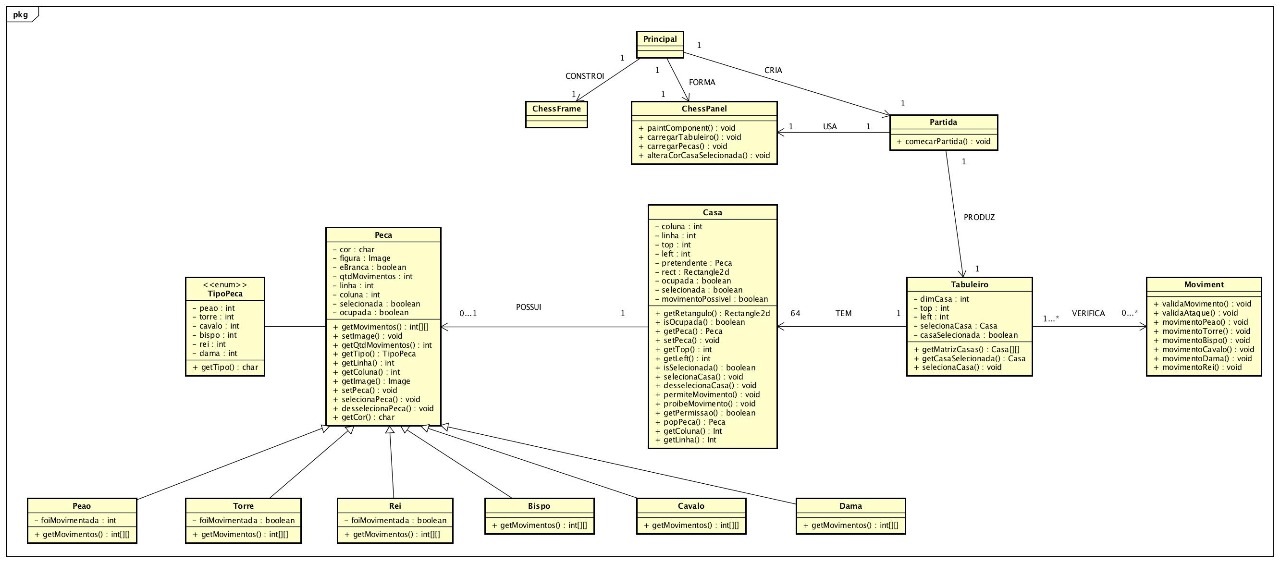 pkg
Principal
1
1
1
CONSTROI
FORMA
CRIA
1
1
1
ChessFrame
ChessPanel
+ paintComponent() : void
+ carregarTabuleiro() : void
+ carregarPecas() : void
+ alteraCorCasaSelecionada() : void
1
USA
1
Partida
+ comecarPartida() : void
1
PRODUZ
1
Casa
- coluna : int
- linha : int
- top : int
- left : int
- pretendente : Peca
- rect : Rectangle2d
- ocupada : boolean
- selecionada : boolean
- movimentoPossivel : boolean
+ getRetangulo() : Rectangle2d
+ isOcupada() : boolean
+ getPeca() : Peca
+ setPeca() : void
+ getTop() : int
+ getLeft() : int
+ isSelecionada() : boolean
+ selecionaCasa() : void
+ desselecionaCasa() : void
+ permiteMovimento() : void
+ proibeMovimento() : void
+ getPermissao() : boolean
+ popPeca() : Peca
+ getColuna() : Int
+ getLinha() : Int
Peca
- cor : char
- figura : Image
- eBranca : boolean
- qtdMovimentos : int
- linha : int
- coluna : int
- selecionada : boolean
- ocupada : boolean
+ getMovimentos() : int[][]
+ setImage() : void
+ getQtdMovimentos() : int
+ getTipo() : TipoPeca
+ getLinha() : int
+ getColuna() : int
+ getImage() : Image
+ setPeca() : void
+ selecionaPeca() : void
+ desselecionaPeca() : void
+ getCor() : char
<<enum>>
TipoPeca
- peao : int
- torre : int
- cavalo : int
- bispo : int
- rei : int
- dama : int
+ getTipo() : char
0...1
POSSUI
1
64
TEM
1
Tabuleiro
- dimCasa : int
- top : int
- left : int
- selecionaCasa : Casa
- casaSelecionada : boolean
+ getMatrizCasas() : Casa[][]
+ getCasaSelecionada() : Casa
+ selecionaCasa() : void
1...*
VERIFICA
0...*
Moviment
+ validaMovimento() : void
+ validaAtaque() : void
+ movimentoPeao() : void
+ movimentoTorre() : void
+ movimentoBispo() : void
+ movimentoCavalo() : void
+ movimentoDama() : void
+ movimentoRei() : void
Peao
- foiMovimentada : int
+ getMovimentos() : int[][]
Torre
- foiMovimentada : boolean
+ getMovimentos() : int[][]
Rei
- foiMovimentada : boolean
+ getMovimentos() : int[][]
Bispo
+ getMovimentos() : int[][]
Cavalo
+ getMovimentos() : int[][]
Dama
+ getMovimentos() : int[][]